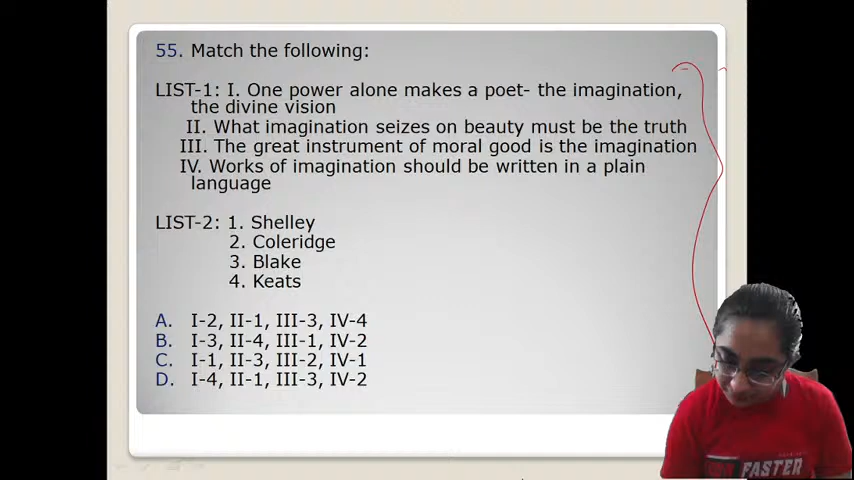 55. Match the following:
LIST-1: I. One power alone makes a poet- the imagination,
the divine vision
II. What imagination seizes on beauty must be the truth
III. The great instrument of moral good is the imagination
IV. Works of imagination should be written in a plain
language
LIST-2: 1. Shelley
2. Coleridge
3. Blake
4. Keats
A. I-2, II-1, III-3, IV-4
B. I-3, II-4, III-1, IV-2
C. I-1, II-3, III-2, IV-1
D. I-4, II-1, III-3, IV-2
FASTER